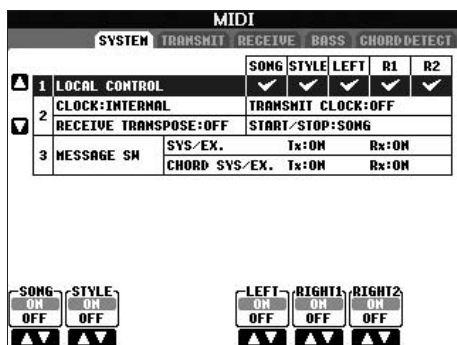 MIDI
SYSTEM TRANSMIT RECEIVE BASS CHORD DETECT
SONG STYLE LEFT R1 R2
1 LOCAL CONTROL
2 CLOCK:INTERNAL TRANSMIT CLOCK:OFF
RECEIVE TRANSPOSE:OFF START/STOP:SONG
3 MESSAGE SW SYS/EX. Tx:ON Rx:ON
CHORD SYS/EX. Tx:ON Rx:ON
SONG STYLE LEFT RIGHT1 RIGHT2
ON ON ON ON ON
OFF OFF OFF OFF OFF